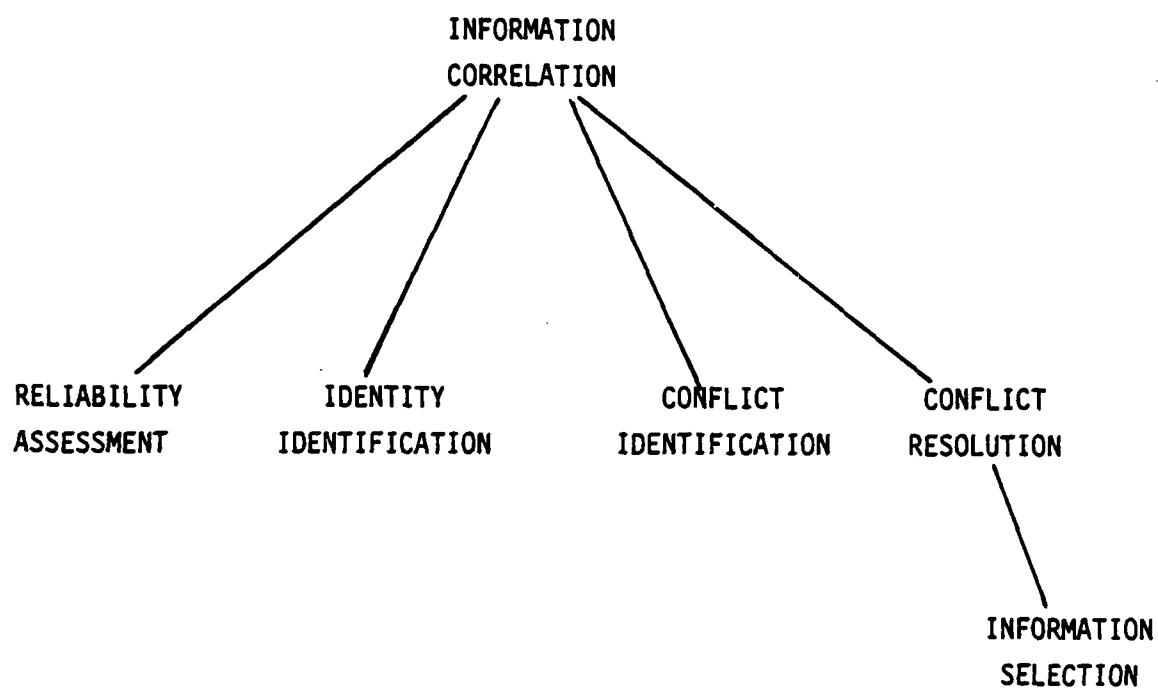 INFORMATION
CORRELATION
RELIABILITY
ASSESSMENT
IDENTITY
IDENTIFICATION
CONFLICT
IDENTIFICATION
CONFLICT
RESOLUTION
INFORMATION
SELECTION